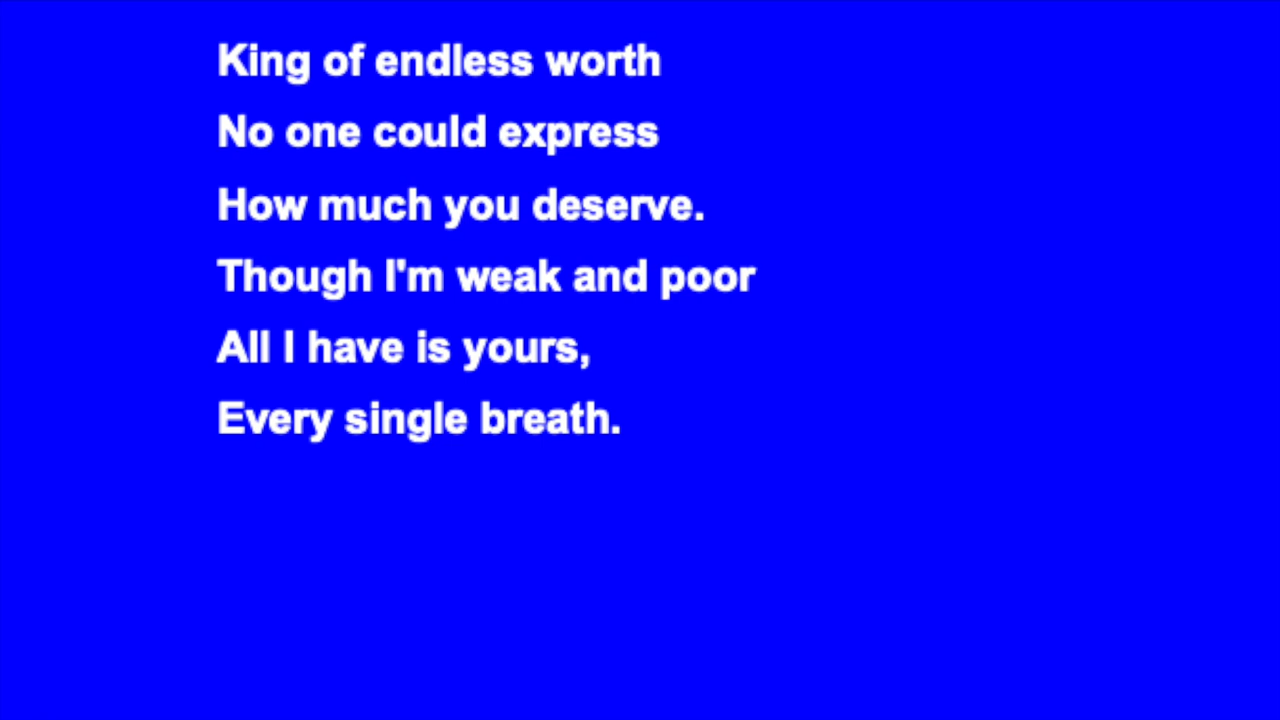 King of endless worth
No one could express
How much you deserve.
Though I'm weak and poor
All I have is yours,
Every single breath.